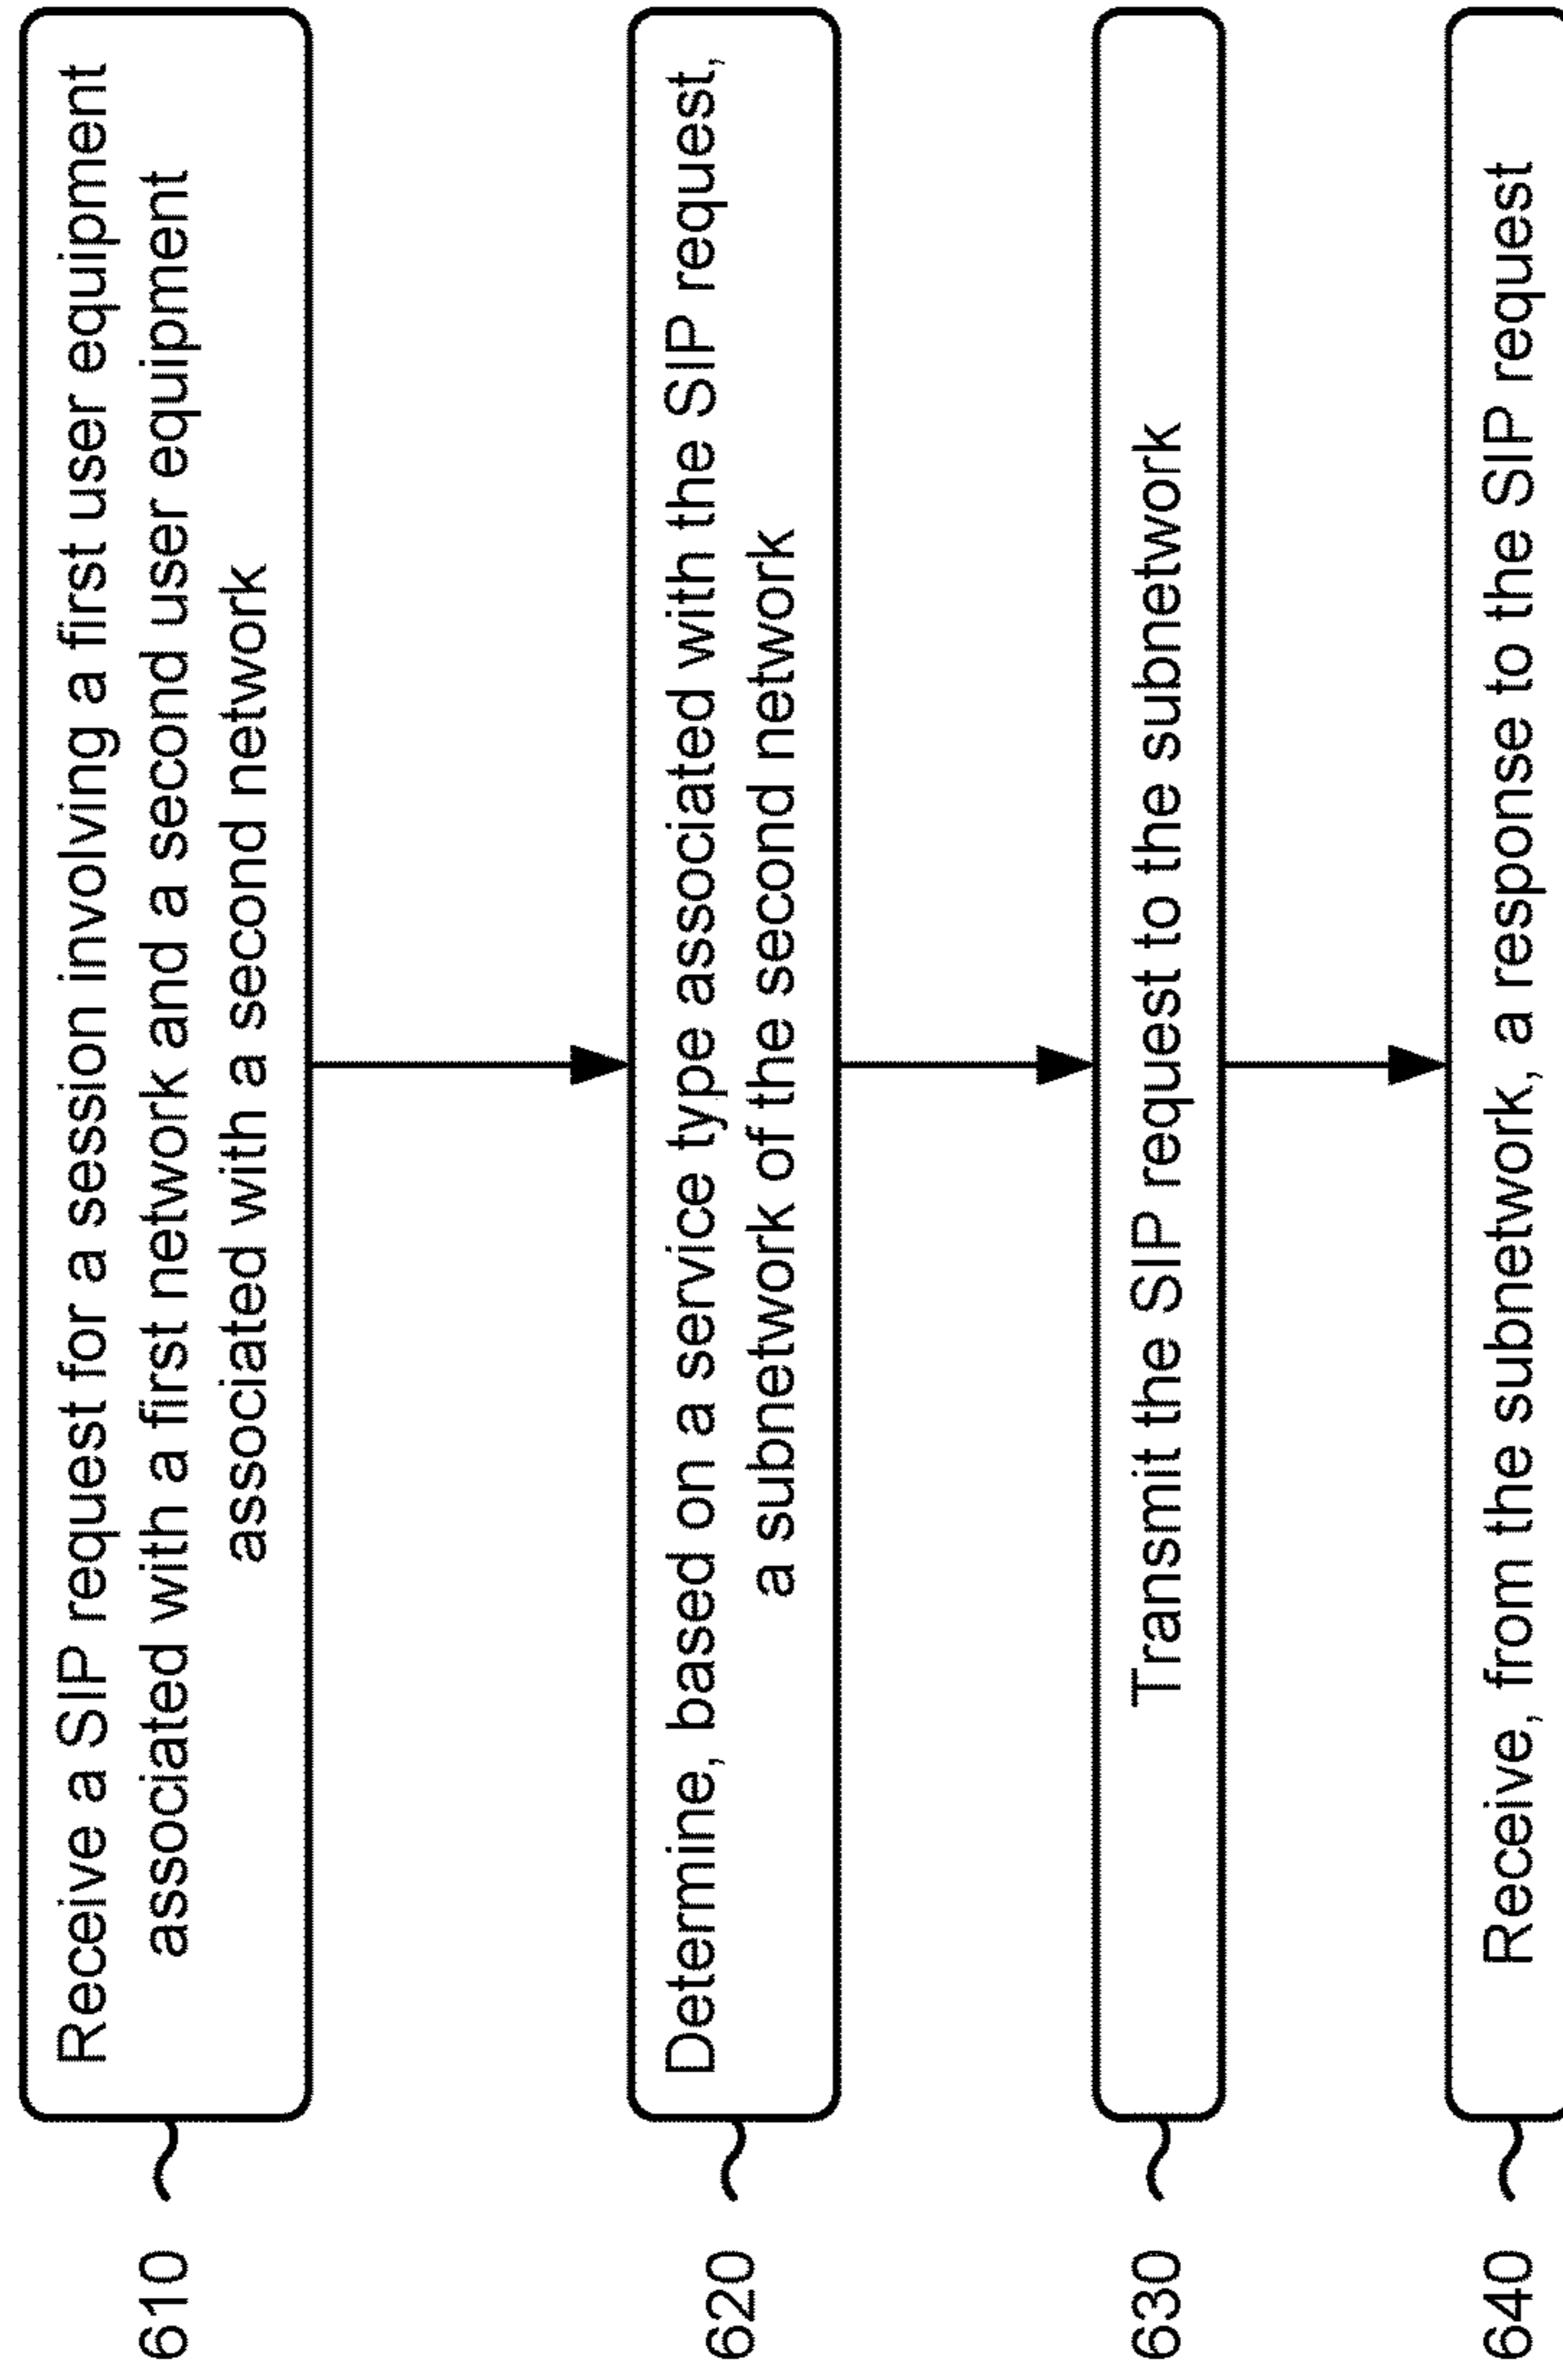 610
Receive a SIP request for a session involving a first user equipment
associated with a first network and a second user equipment
associated with a second network
620
Determine, based on a service type associated with the SIP request,
a subnetwork of the second network
630
Transmit the SIP request to the subnetwork
640
Receive, from the subnetwork, a response to the SIP request